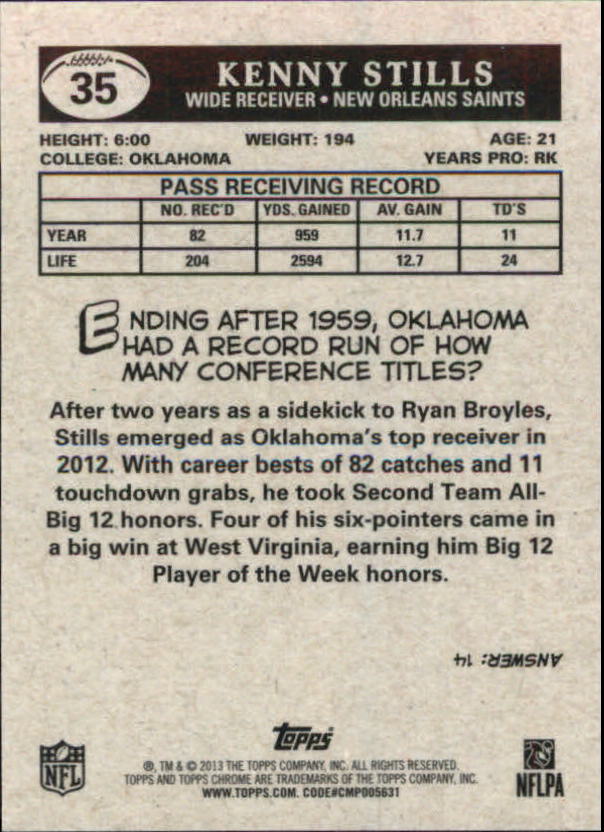 35
KENNY STILLS
WIDE RECEIVER • NEW ORLEANS SAINTS
HEIGHT: 6:00 WEIGHT: 194 AGE: 21
COLLEGE: OKLAHOMA YEARS PRO: RK
PASS RECEIVING RECORD
NO. REC'D YDS. GAINED AV. GAIN TD'S
YEAR 82 959 11.7 11
LIFE 204 2594 12.7 24
ENDING AFTER 1959, OKLAHOMA
HAD A RECORD RUN OF HOW
MANY CONFERENCE TITLES?
After two years as a sidekick to Ryan Broyles,
Stills emerged as Oklahoma's top receiver in
2012. With career bests of 82 catches and 11
touchdown grabs, he took Second Team All-
Big 12 honors. Four of his six-pointers came in
a big win at West Virginia, earning him Big 12
Player of the Week honors.
ANSWER: 14
Topps
®, TM & © 2013 THE TOPPS COMPANY, INC. ALL RIGHTS RESERVED.
TOPPS AND TOPPS CHROME ARE TRADEMARKS OF THE TOPPS COMPANY, INC.
WWW.TOPPS.COM. CODE#CMP005631
NFL
NFLPA